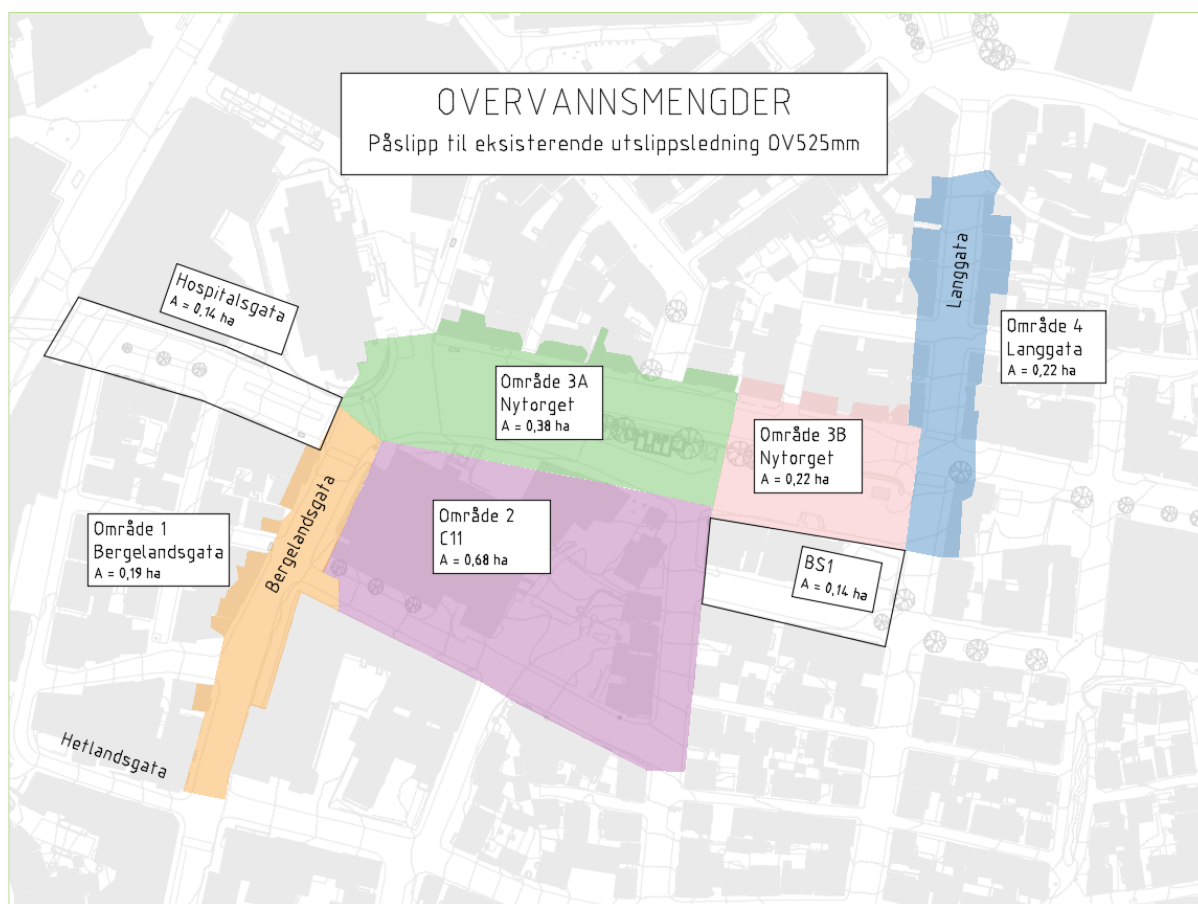 OVERVANNSMENGDER
Påslipp til eksisterende utslippsledning OV525mm
Langgata
Hospitalsgata
A = 0,14 ha
Område 4
Langgata
A = 0,22 ha
Område 3A
Nytorget
A = 0,38 ha
Område 3B
Nytorget
A = 0,22 ha
Bergelandsgata
Område 1
Bergelandsgata
A = 0,19 ha
Område 2
C11
A = 0,68 ha
BS1
A = 0,14 ha
Hetlandsgata